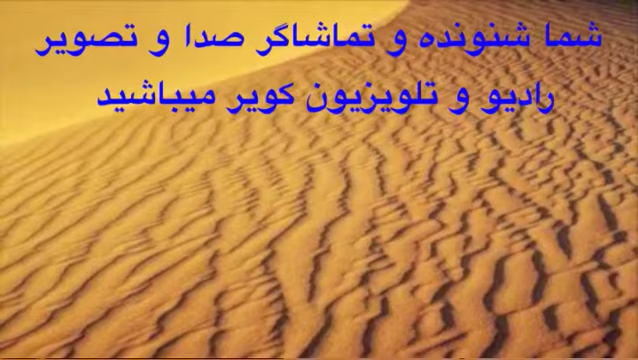 شما شنونده و تماشاگر صدا و تصویر
رادیو و تلویزیون کویر میباشید